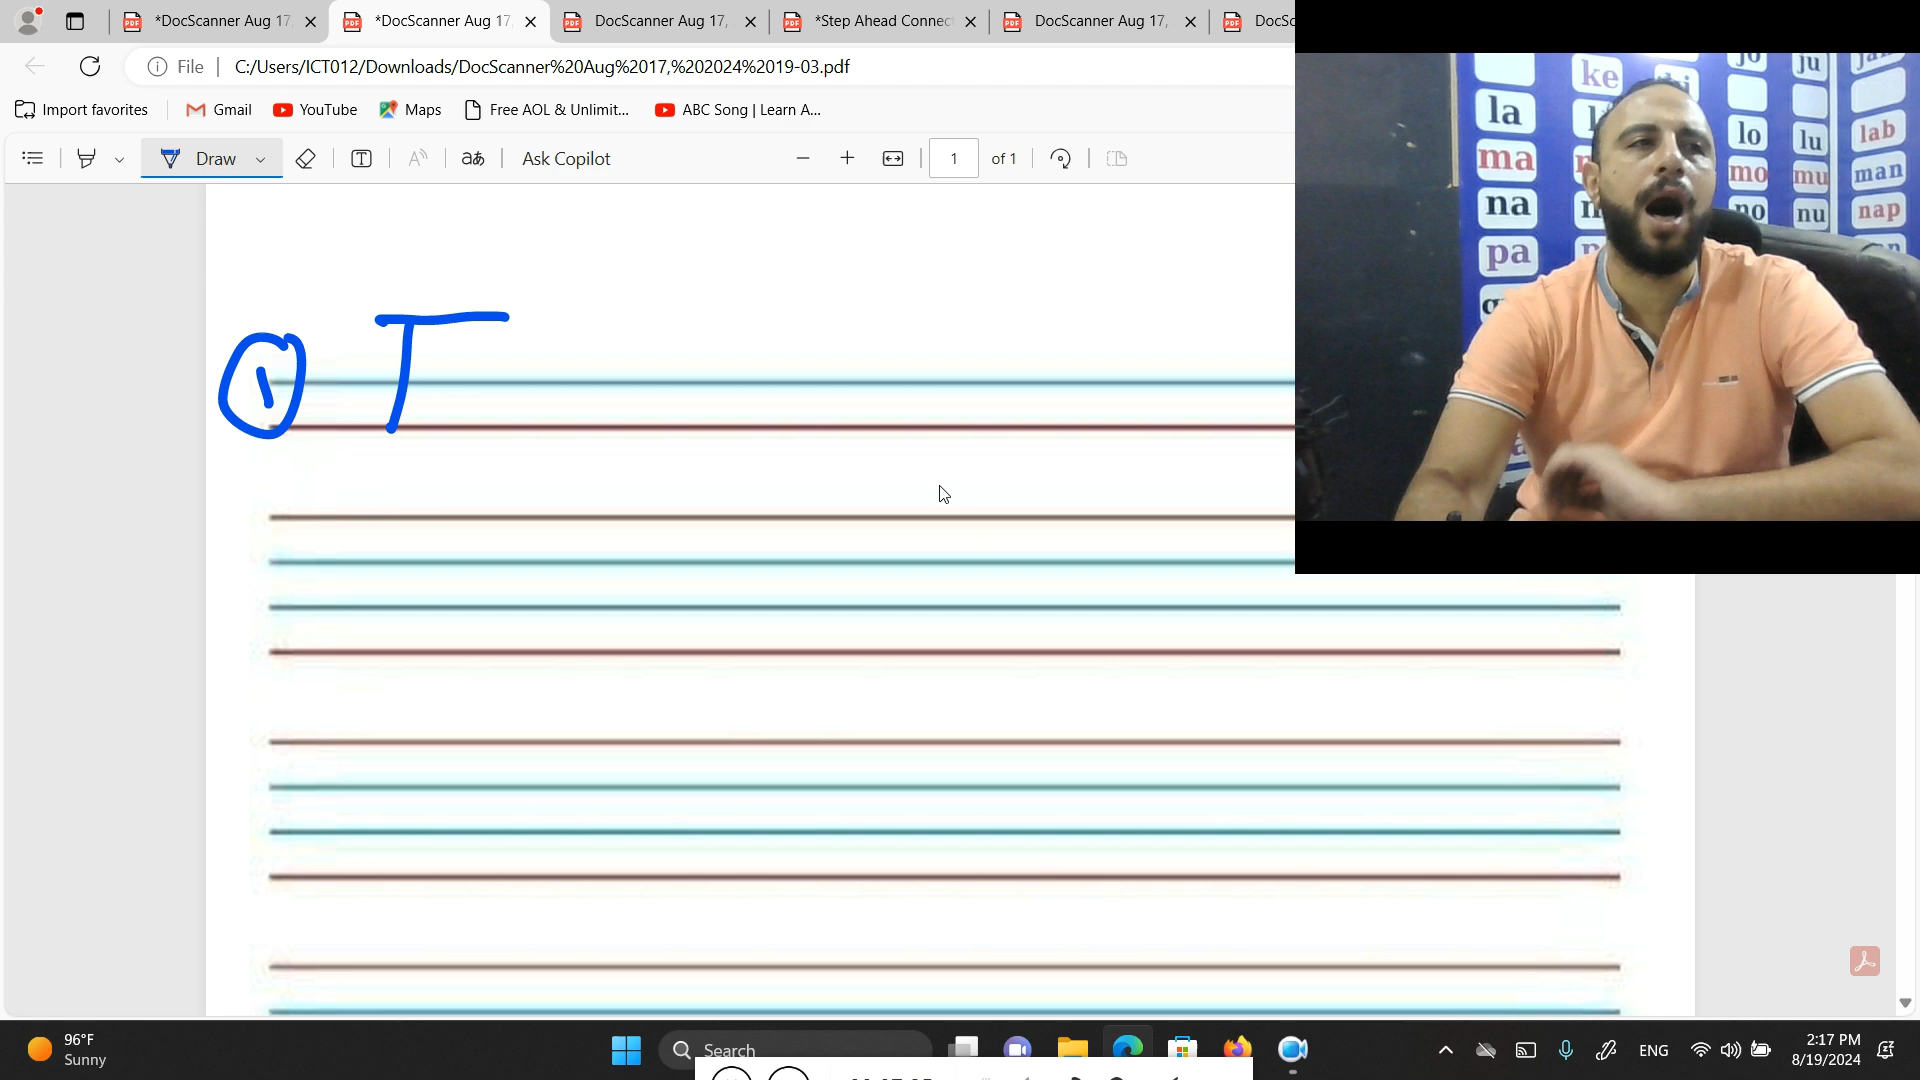 *DocScanner Aug 17,
*DocScanner Aug 17,
DocScanner Aug 17,
*Step Ahead Connec
DocScanner Aug 17,
DocSc
File
C:/Users/ICT012/Downloads/DocScanner%20Aug%2017,%202024%2019-03.pdf
Import favorites
Gmail
YouTube
Maps
Free AOL & Unlimit...
ABC Song | Learn A...
Draw
Ask Copilot
1
of 1
1 T
ke
jo
ju
la
lo
lu
lab
ma
mo
mu
man
na
no
nu
nap
pa
96°F
Sunny
Search
ENG
2:17 PM
8/19/2024